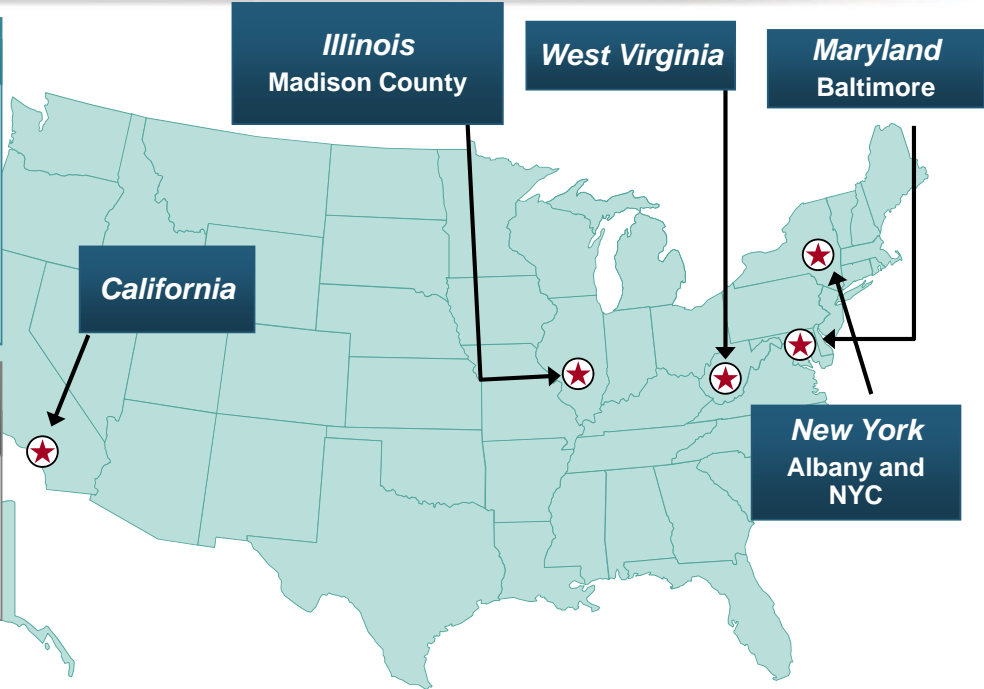 Illinois
Madison County
West Virginia
Maryland
Baltimore
California
New York
Albany and
NYC